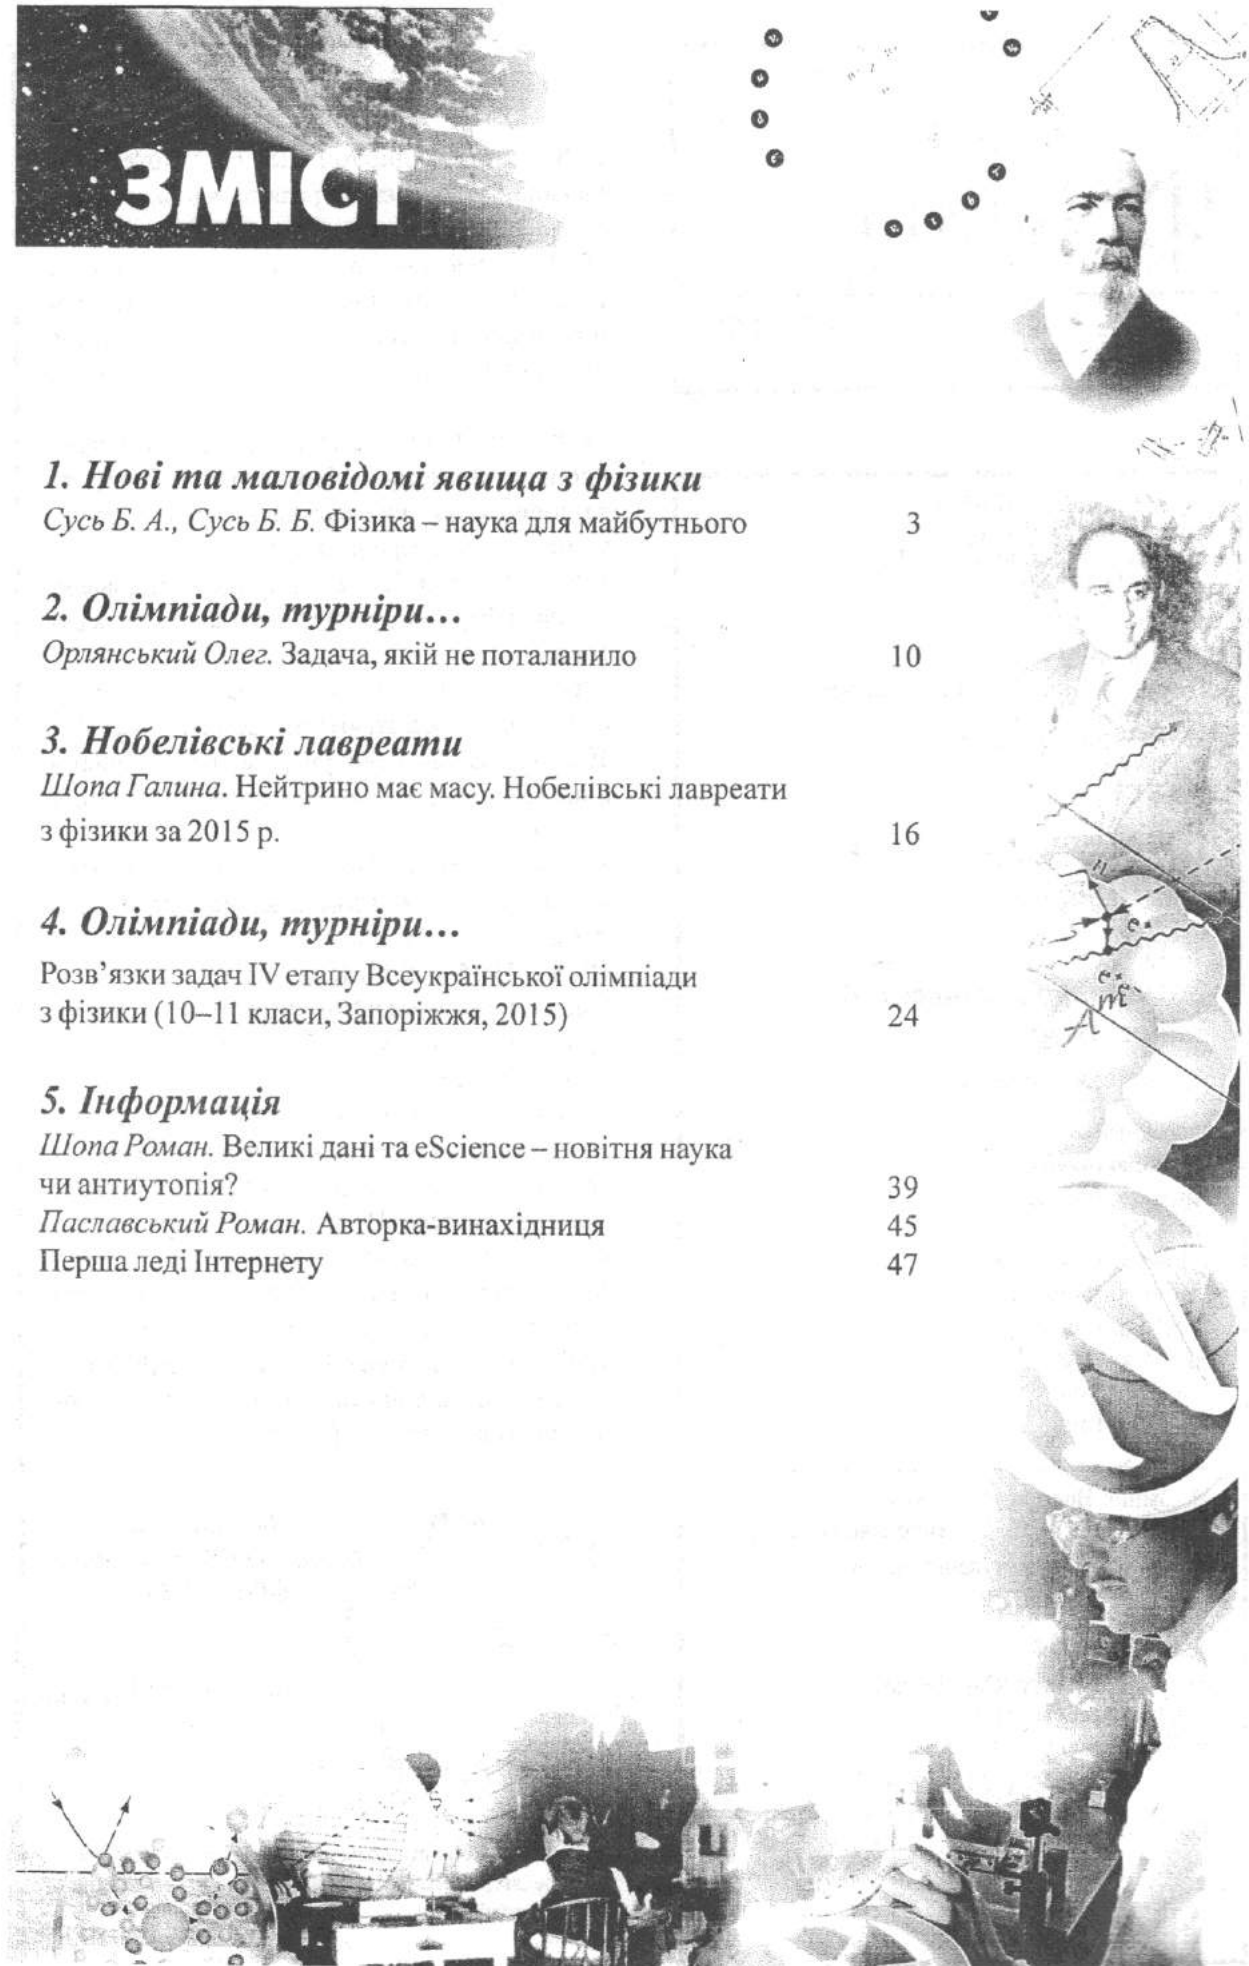 ЗМІСТ
1. Нові та маловідомі явища з фізики
Сусь Б. А., Сусь Б. Б. Фізика – наука для майбутнього 3
2. Олімпіади, турніри...
Орлянський Олег. Задача, якій не поталанило 10
3. Нобелівські лавреати
Шопа Галина. Нейтрино має масу. Нобелівські лавреати
з фізики за 2015 р. 16
4. Олімпіади, турніри...
Розв’язки задач IV етапу Всеукраїнської олімпіади
з фізики (10–11 класи, Запоріжжя, 2015) 24
5. Інформація
Шопа Роман. Великі дані та eScience – новітня наука
чи антиутопія? 39
Паславський Роман. Авторка-винахідниця 45
Перша леді Інтернету 47